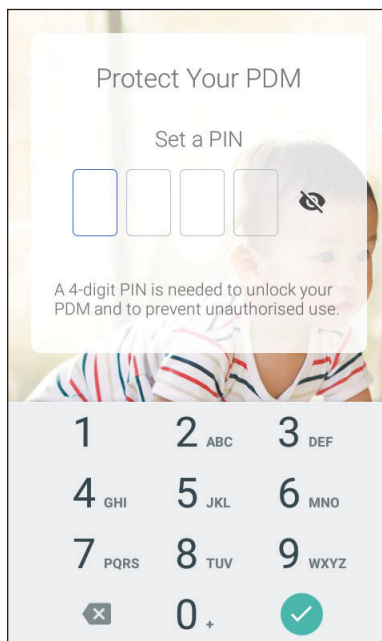 Protect Your PDM
Set a PIN
A 4-digit PIN is needed to unlock your
PDM and to prevent unauthorised use.
1 2 ABC 3 DEF
4 GHI 5 JKL 6 MNO
7 PQRS 8 TUV 9 WXYZ
0 +